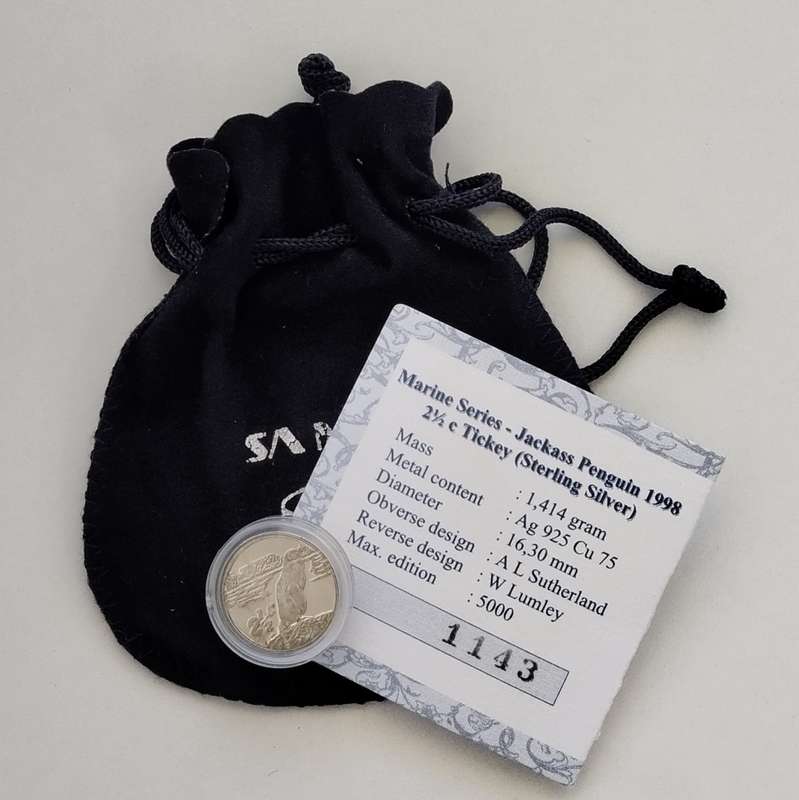 SA M
Marine Series - Jackass Penguin 1998
2½ c Tickey (Sterling Silver)
Mass : 1,414 gram
Metal content : Ag 925 Cu 75
Diameter : 16,30 mm
Obverse design : A L Sutherland
Reverse design : W Lumley
Max. edition : 5000
1143